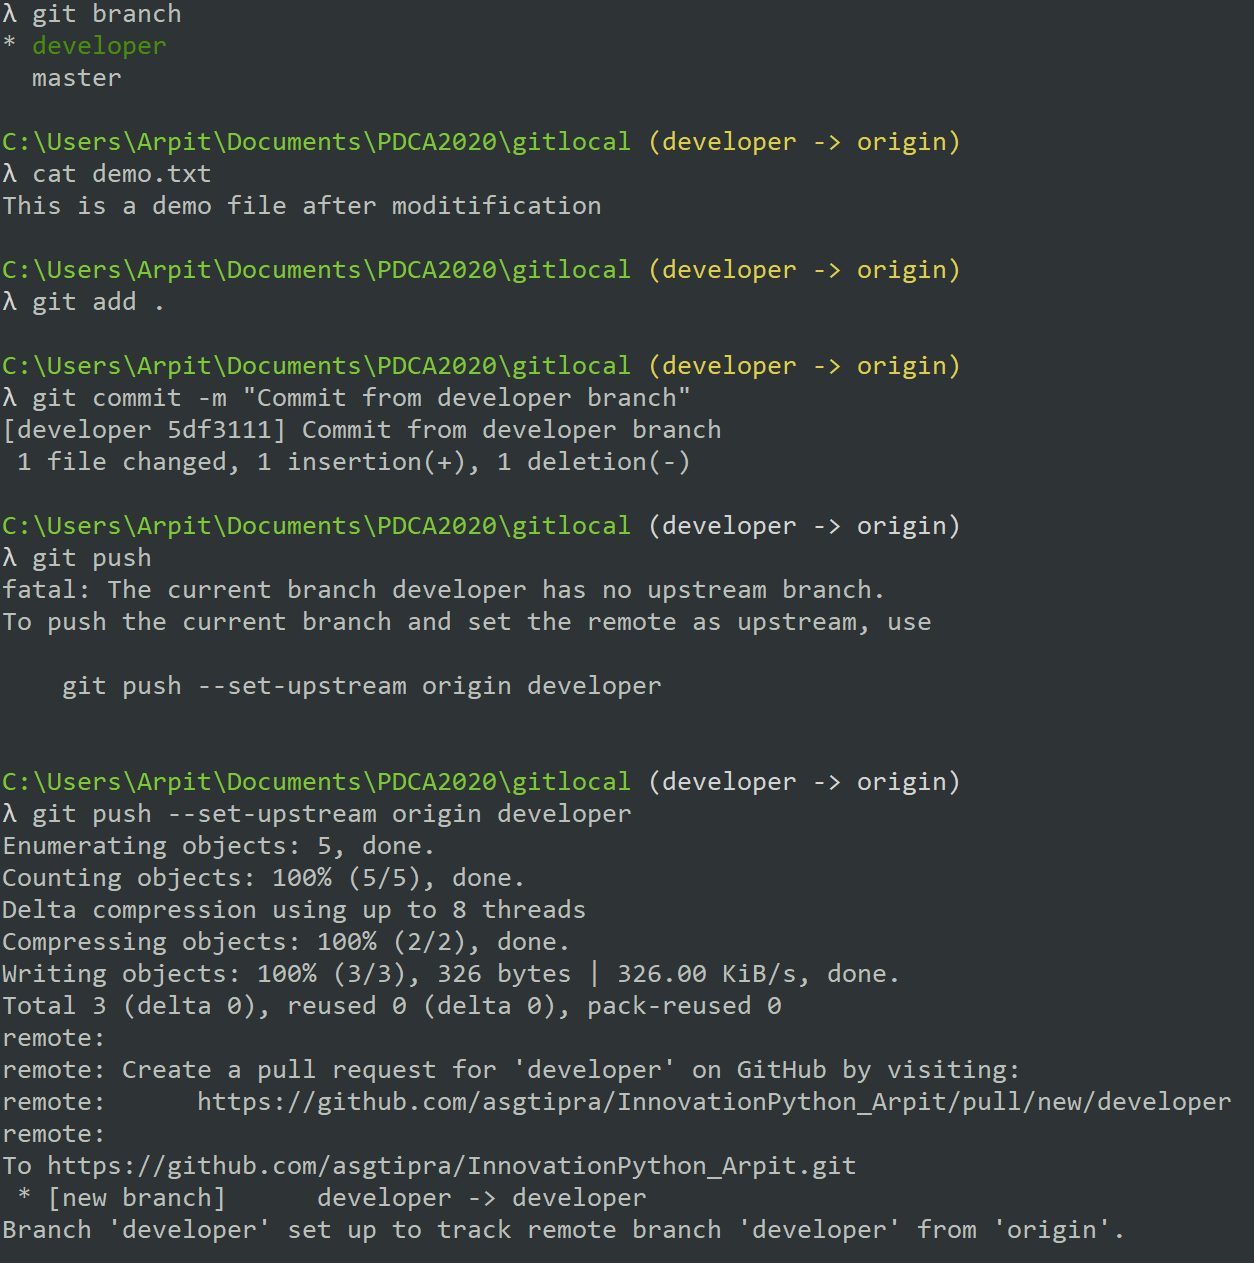 λ git branch
* developer
  master
C:\Users\Arpit\Documents\PDCA2020\gitlocal (developer -> origin)
λ cat demo.txt
This is a demo file after moditification
C:\Users\Arpit\Documents\PDCA2020\gitlocal (developer -> origin)
λ git add .
C:\Users\Arpit\Documents\PDCA2020\gitlocal (developer -> origin)
λ git commit -m "Commit from developer branch"
[developer 5df3111] Commit from developer branch
 1 file changed, 1 insertion(+), 1 deletion(-)
C:\Users\Arpit\Documents\PDCA2020\gitlocal (developer -> origin)
λ git push
fatal: The current branch developer has no upstream branch.
To push the current branch and set the remote as upstream, use
    git push --set-upstream origin developer
C:\Users\Arpit\Documents\PDCA2020\gitlocal (developer -> origin)
λ git push --set-upstream origin developer
Enumerating objects: 5, done.
Counting objects: 100% (5/5), done.
Delta compression using up to 8 threads
Compressing objects: 100% (2/2), done.
Writing objects: 100% (3/3), 326 bytes | 326.00 KiB/s, done.
Total 3 (delta 0), reused 0 (delta 0), pack-reused 0
remote:
remote: Create a pull request for 'developer' on GitHub by visiting:
remote:      https://github.com/asgtipra/InnovationPython_Arpit/pull/new/developer
remote:
To https://github.com/asgtipra/InnovationPython_Arpit.git
 * [new branch]      developer -> developer
Branch 'developer' set up to track remote branch 'developer' from 'origin'.